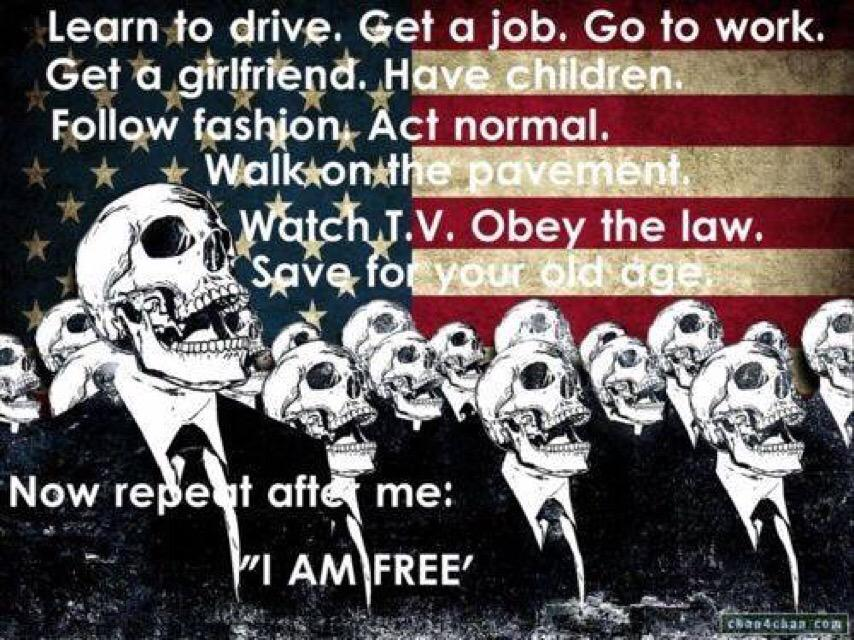 Learn to drive. Get a job. Go to work.
Get a girlfriend. Have children.
Follow fashion. Act normal.
Walk on the pavement.
Watch T.V. Obey the law.
Save for your old age.
Now repeat after me:
"I AM FREE'
chan4chan.com